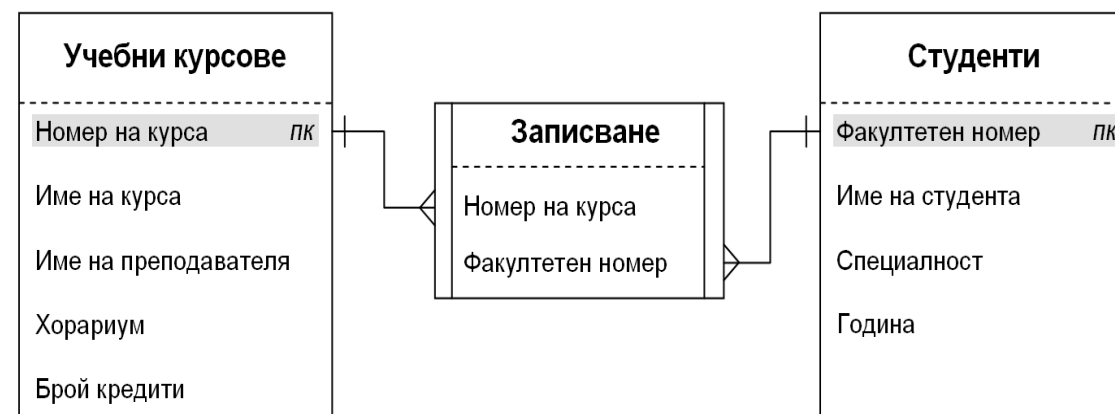 Учебни курсове
Номер на курса пк
Име на курса
Име на преподавателя
Хорариум
Брой кредити
Записване
Номер на курса
Факултетен номер
Студенти
Факултетен номер пк
Име на студента
Специалност
Година